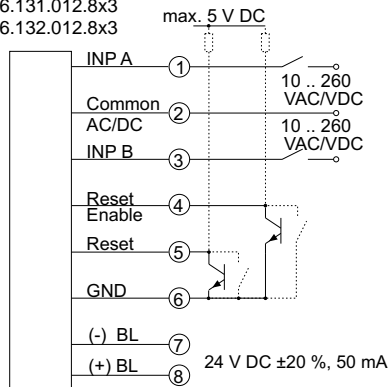 6.131.012.8x3
6.132.012.8x3
max. 5 V DC
INP A
1
10 .. 260
VAC/VDC
Common
AC/DC
2
10 .. 260
VAC/VDC
INP B
3
Reset
Enable
4
Reset
5
GND
6
(-) BL
7
(+) BL
8
24 V DC ±20 %, 50 mA